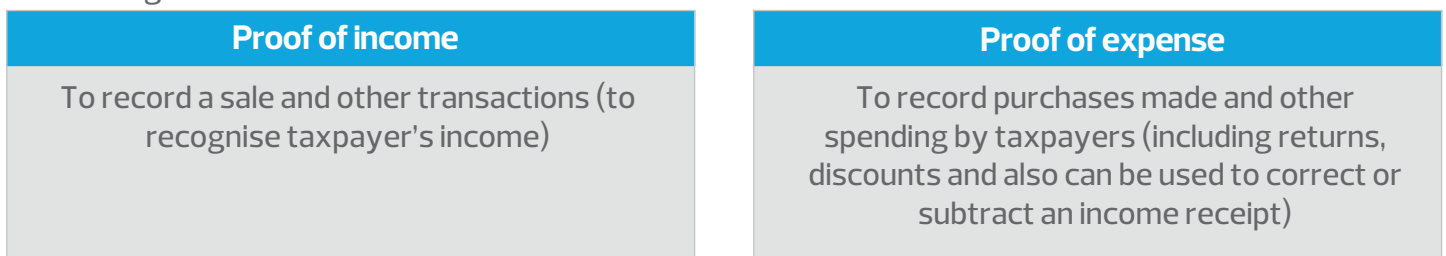 Proof of income
To record a sale and other transactions (to
recognise taxpayer’s income)
Proof of expense
To record purchases made and other
spending by taxpayers (including returns,
discounts and also can be used to correct or
subtract an income receipt)